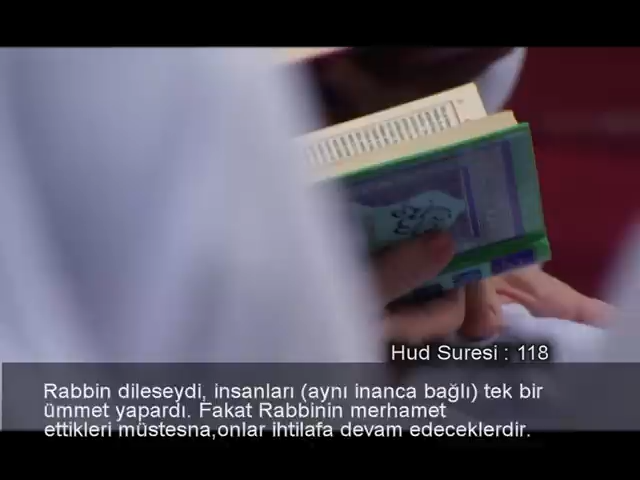 Hud Suresi : 118
Rabbin dileseydi, insanları (aynı inanca bağlı) tek bir
ümmet yapardı. Fakat Rabbinin merhamet
ettikleri müstesna,onlar ihtilafa devam edeceklerdir.